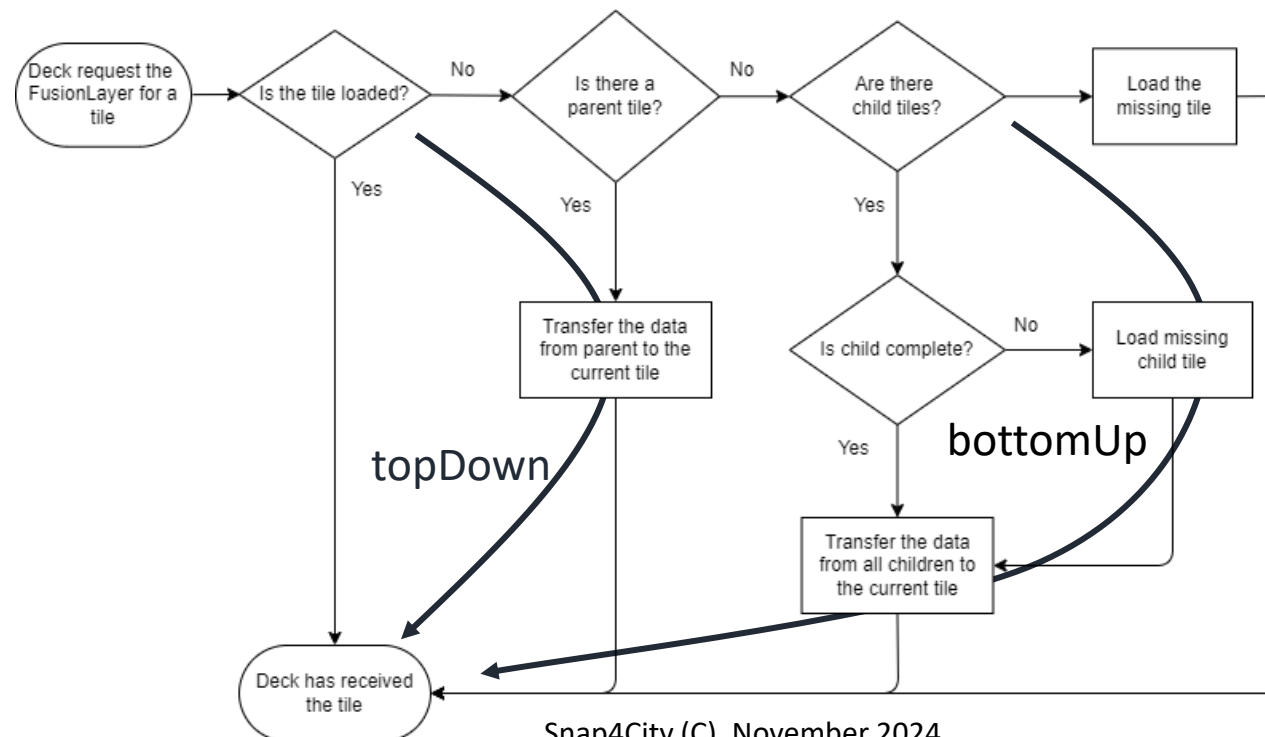 Deck request the
FusionLayer for a
tile
Is the tile loaded?
No
Is there a
parent tile?
No
Are there
child tiles?
Load the
missing tile
Yes
Yes
Yes
Transfer the data
from parent to the
current tile
Is child complete?
No
Load missing
child tile
topDown
Yes
bottomUp
Transfer the data
from all children to
the current tile
Deck has received
the tile
Snap4City (C), November 2024